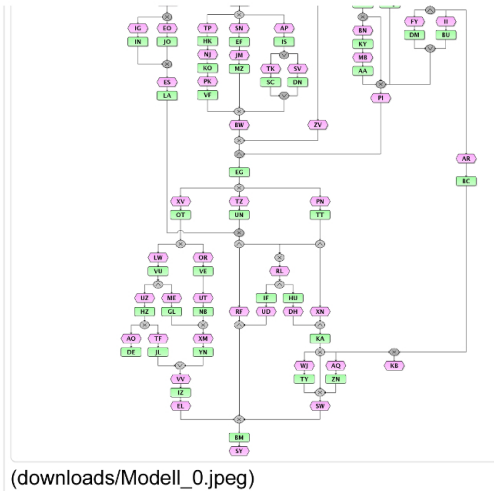 IG EO TP SN AP BN FY II
IN JO HK EF IS KY DM BU
NJ JM MB
KO MZ TK SV AA
ES PK SC DN PI
LA VF
BW ZV
AR
EG BC
XV TZ PN
OT UN TT
LW OR RL
VU VE
UZ ME UT IF HU
HZ GL NB RF UD DH XN
AO TF XM KA
DE JL YN
VV WJ AQ KB
IZ TY ZN
EL SW
BM
SY
(downloads/Modell_0.jpeg)